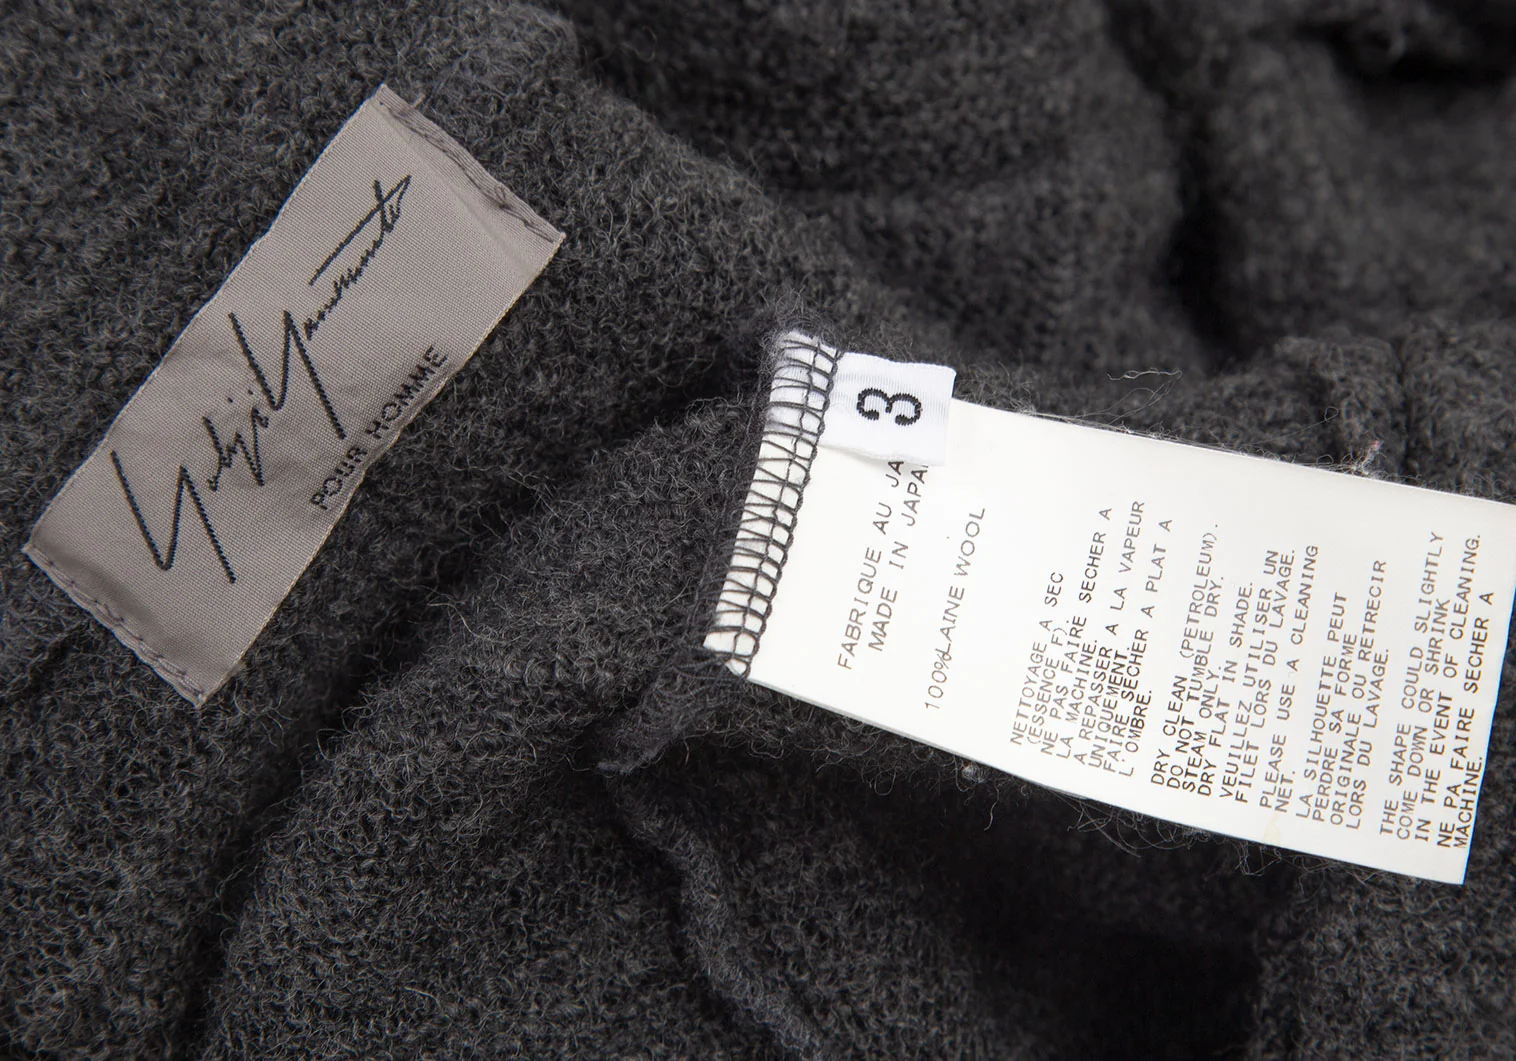 Yohji Yamamoto
POUR HOMME
3
FABRIQUE AU JA
MADE IN JAPA
100% LAINE WOOL
NETTOYAGE A SEC
(ESSENCE F).
NE PAS FAIRE SECHER A
LA MACHINE.
A REPASSER
UNIQUEMENT A LA VAPEUR
FAIRE SECHER A PLAT A
L'OMBRE.
DRY CLEAN (PETROLEUM).
DO NOT TUMBLE DRY.
STEAM ONLY.
DRY FLAT IN SHADE.
VEUILLEZ UTILISER UN
FILET LORS DU LAVAGE.
PLEASE USE A CLEANING
NET.
LA SILHOUETTE PEUT
PERDRE SA FORME
ORIGINALE OU RETRECIR
LORS DU LAVAGE.
THE SHAPE COULD SLIGHTLY
COME DOWN OR SHRINK
IN THE EVENT OF CLEANING.
NE PA FAIRE SECHER A
MACHINE.